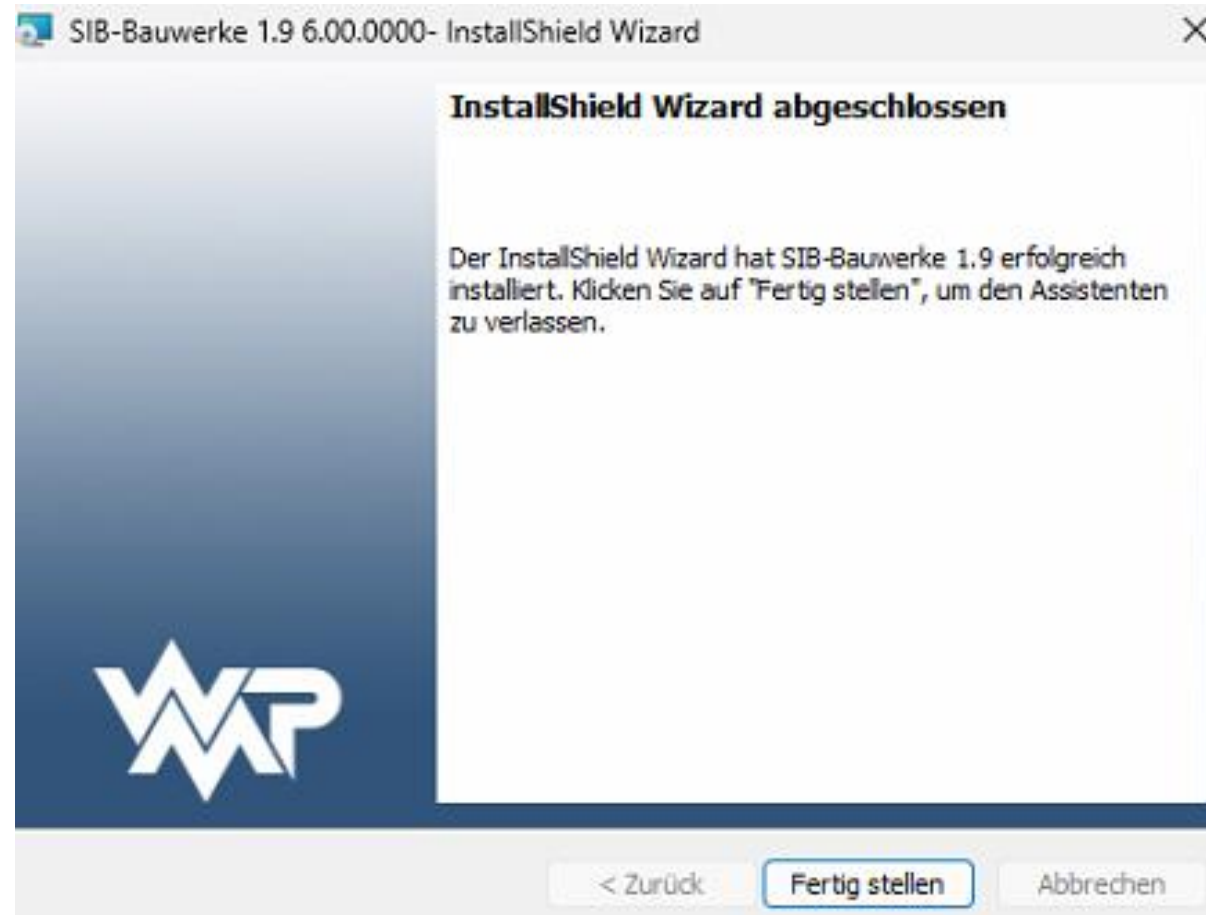 SIB-Bauwerke 1.9 6.00.0000- InstallShield Wizard
InstallShield Wizard abgeschlossen
Der InstallShield Wizard hat SIB-Bauwerke 1.9 erfolgreich
installiert. Klicken Sie auf "Fertig stellen", um den Assistenten
zu verlassen.
WMP
< Zurück
Fertig stellen
Abbrechen